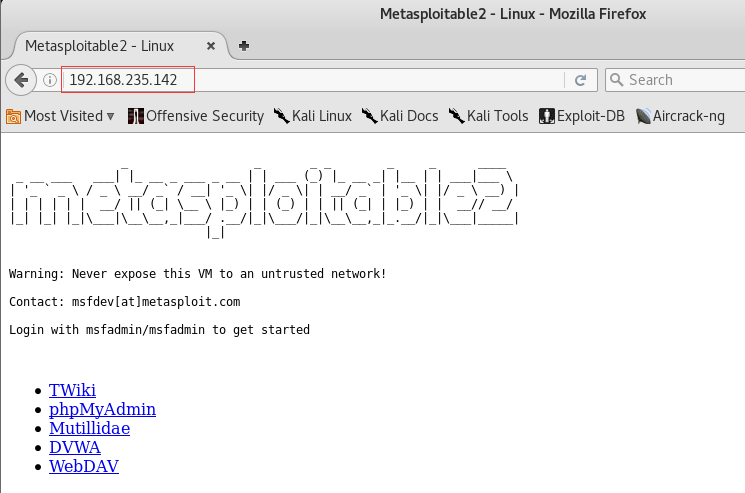 Metasploitable2 - Linux - Mozilla Firefox
Metasploitable2 - Linux
192.168.235.142
Search
Most Visited
Offensive Security
Kali Linux
Kali Docs
Kali Tools
Exploit-DB
Aircrack-ng
metasploitable2
Warning: Never expose this VM to an untrusted network!
Contact: msfdev[at]metasploit.com
Login with msfadmin/msfadmin to get started
TWiki
phpMyAdmin
Mutillidae
DVWA
WebDAV